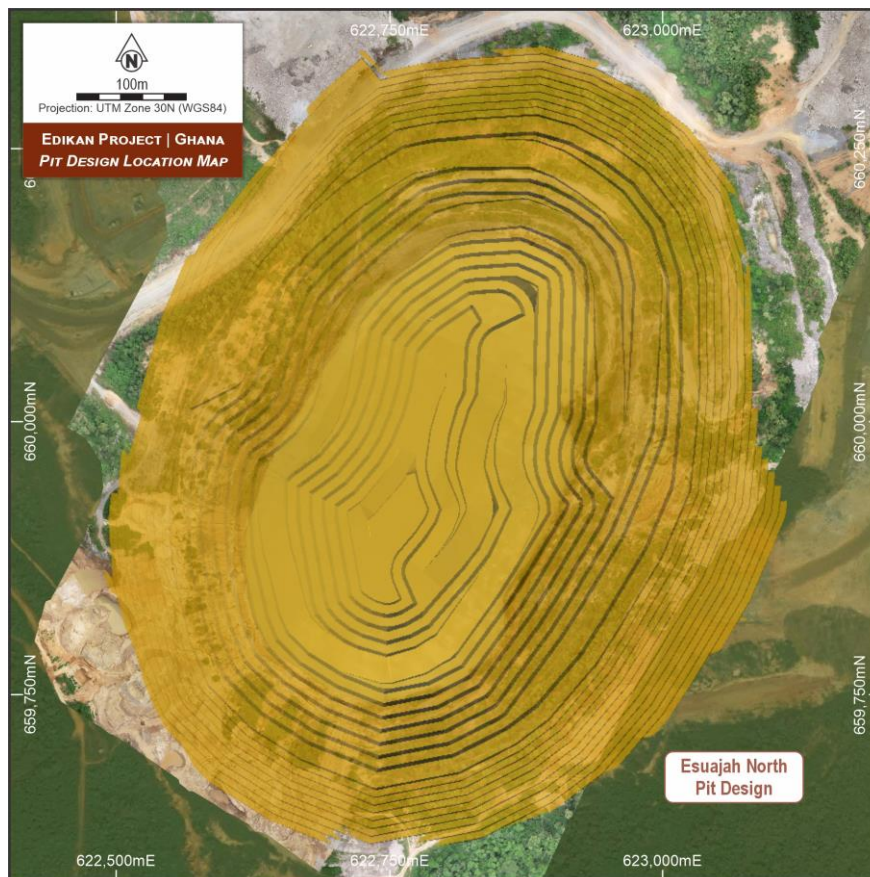 622,750mE
623,000mE
N
100m
Projection: UTM Zone 30N (WGS84)
EDIKAN PROJECT | GHANA
PIT DESIGN LOCATION MAP
660,250mN
660,000mN
660,000mN
659,750mN
659,750mN
Esuajah North
Pit Design
622,500mE
622,750mE
623,000mE